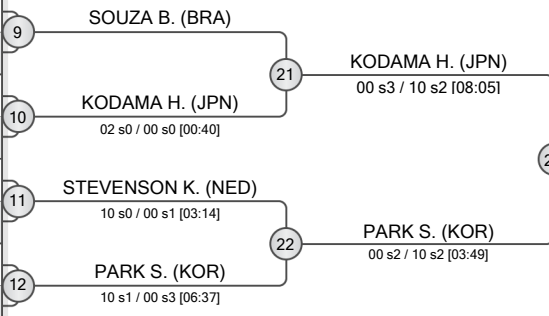 9
SOUZA B. (BRA)
21
KODAMA H. (JPN)
00 s3 / 10 s2 [08:05]
10
KODAMA H. (JPN)
02 s0 / 00 s0 [00:40]
11
STEVENSON K. (NED)
10 s0 / 00 s1 [03:14]
22
PARK S. (KOR)
00 s2 / 10 s2 [03:49]
12
PARK S. (KOR)
10 s1 / 00 s3 [06:37]